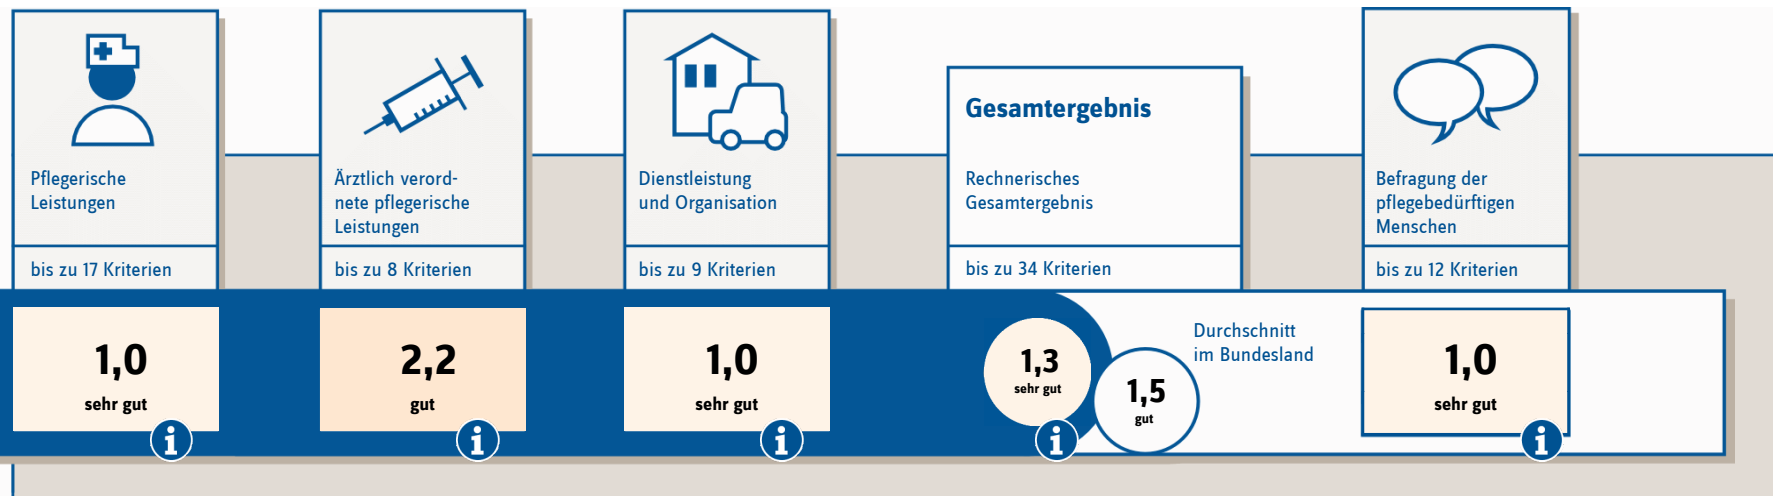 Pflegerische
Leistungen
bis zu 17 Kriterien
1,0
sehr gut
Ärztlich verord-
nete pflegerische
Leistungen
bis zu 8 Kriterien
2,2
gut
Dienstleistung
und Organisation
bis zu 9 Kriterien
1,0
sehr gut
Gesamtergebnis
Rechnerisches
Gesamtergebnis
bis zu 34 Kriterien
1,3
sehr gut
1,5
gut
Durchschnitt
im Bundesland
Befragung der
pflegebedürftigen
Menschen
bis zu 12 Kriterien
1,0
sehr gut